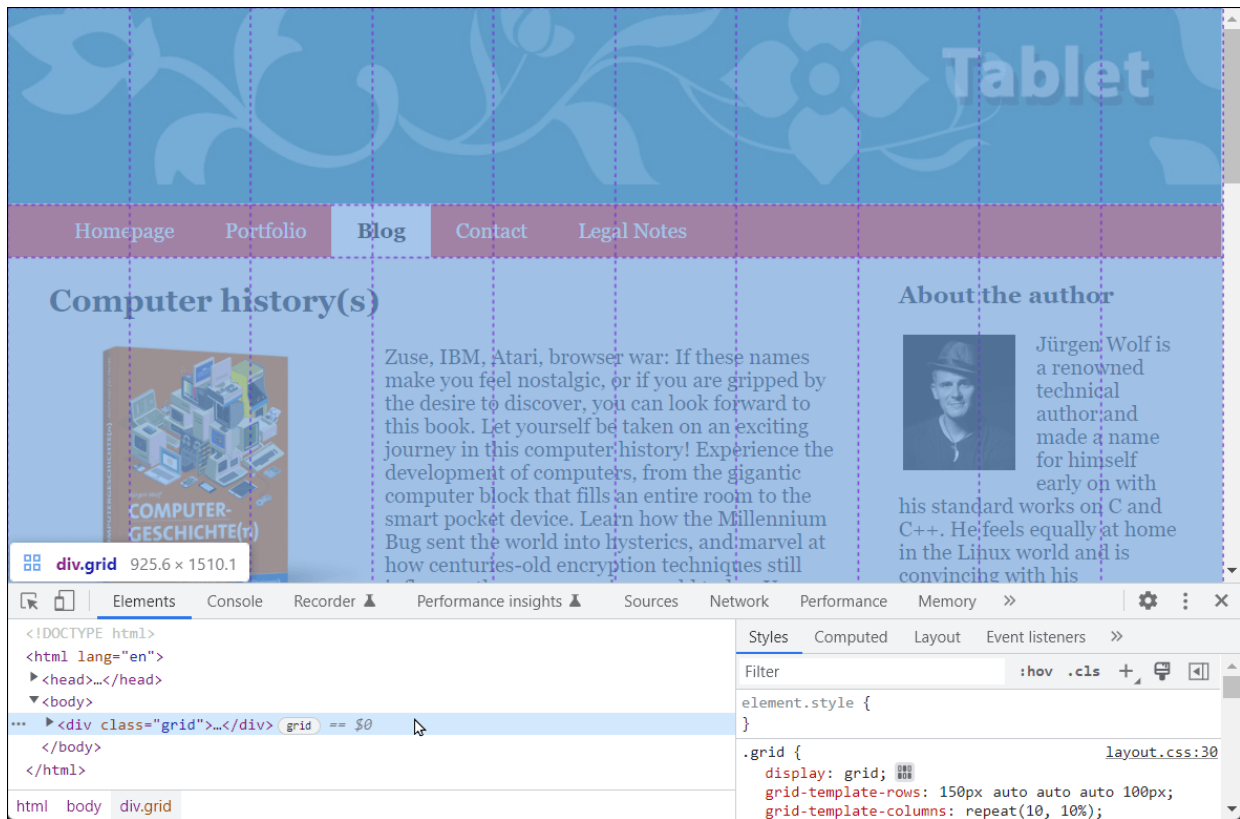 Tablet
Homepage Portfolio Blog Contact Legal Notes
Computer history(s)
COMPUTER-
GESCHICHTE(n)
Zuse, IBM, Atari, browser war: If these names
make you feel nostalgic, or if you are gripped by
the desire to discover, you can look forward to
this book. Let yourself be taken on an exciting
journey in this computer history! Experience the
development of computers, from the gigantic
computer block that fills an entire room to the
smart pocket device. Learn how the Millennium
Bug sent the world into hysterics, and marvel at
how centuries-old encryption techniques still
About the author
Jürgen Wolf is
a renowned
technical
author and
made a name
for himself
early on with
his standard works on C and
C++. He feels equally at home
in the Linux world and is
convincing with his
div.grid 925.6 × 1510.1
Elements Console Recorder Performance insights Sources Network Performance Memory »
<!DOCTYPE html>
<html lang="en">
<head>…</head>
<body>
··· <div class="grid">…</div> grid == $0
</body>
</html>
html body div.grid
Styles Computed Layout Event listeners »
Filter :hov .cls +
element.style {
}
.grid { layout.css:30
display: grid;
grid-template-rows: 150px auto auto auto 100px;
grid-template-columns: repeat(10, 10%);